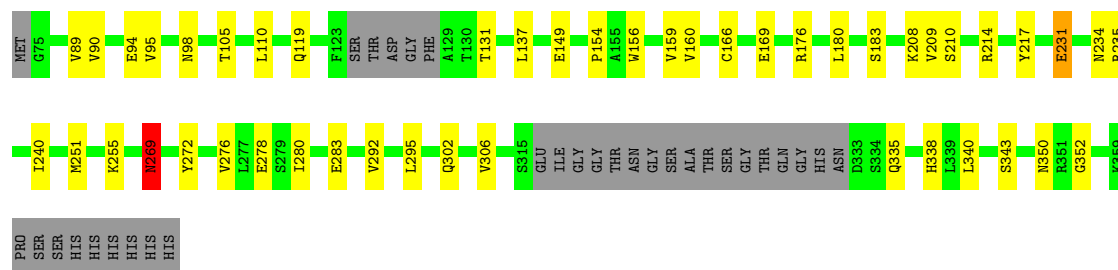 MET G75 V89 V90 E94 V95 N98 T105 L110 Q119 F123 SER THR ASP GLY PHE A129 T130 T131 L137 E149 P154 A155 W156 V159 V160 C166 E169 R176 L180 S183 K208 V209 S210 R214 Y217 E231 N234
I240 M251 K255 N269 Y272 V276 L277 E278 S279 I280 E283 V292 L295 Q302 V306 S315 GLU ILE GLY GLY THR ASN GLY SER ALA THR SER GLY THR GLN GLY HIS ASN D333 S334 Q335 H338 L339 L340 S343 N350 R351 G352
PRO SER SER HIS HIS HIS HIS HIS HIS